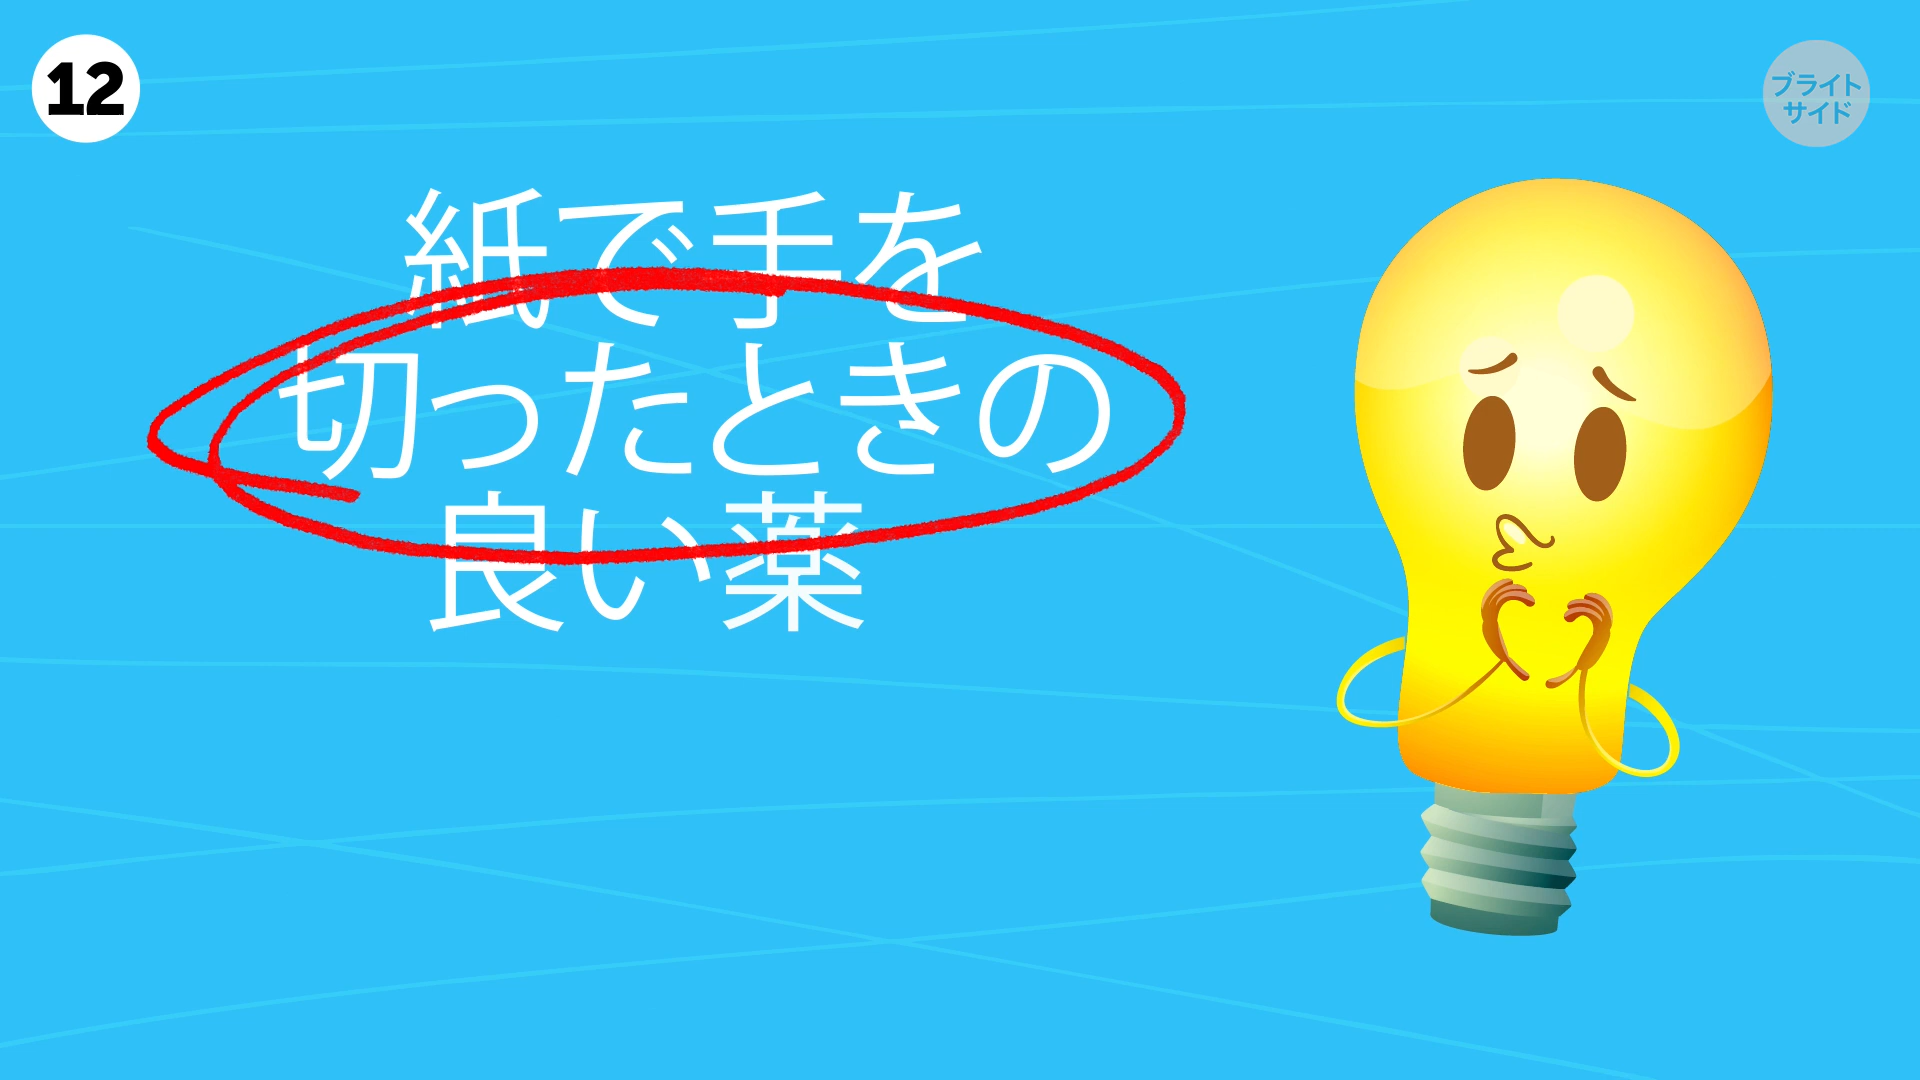 12
ブライト
サイド
紙で手を
切ったときの
良い薬